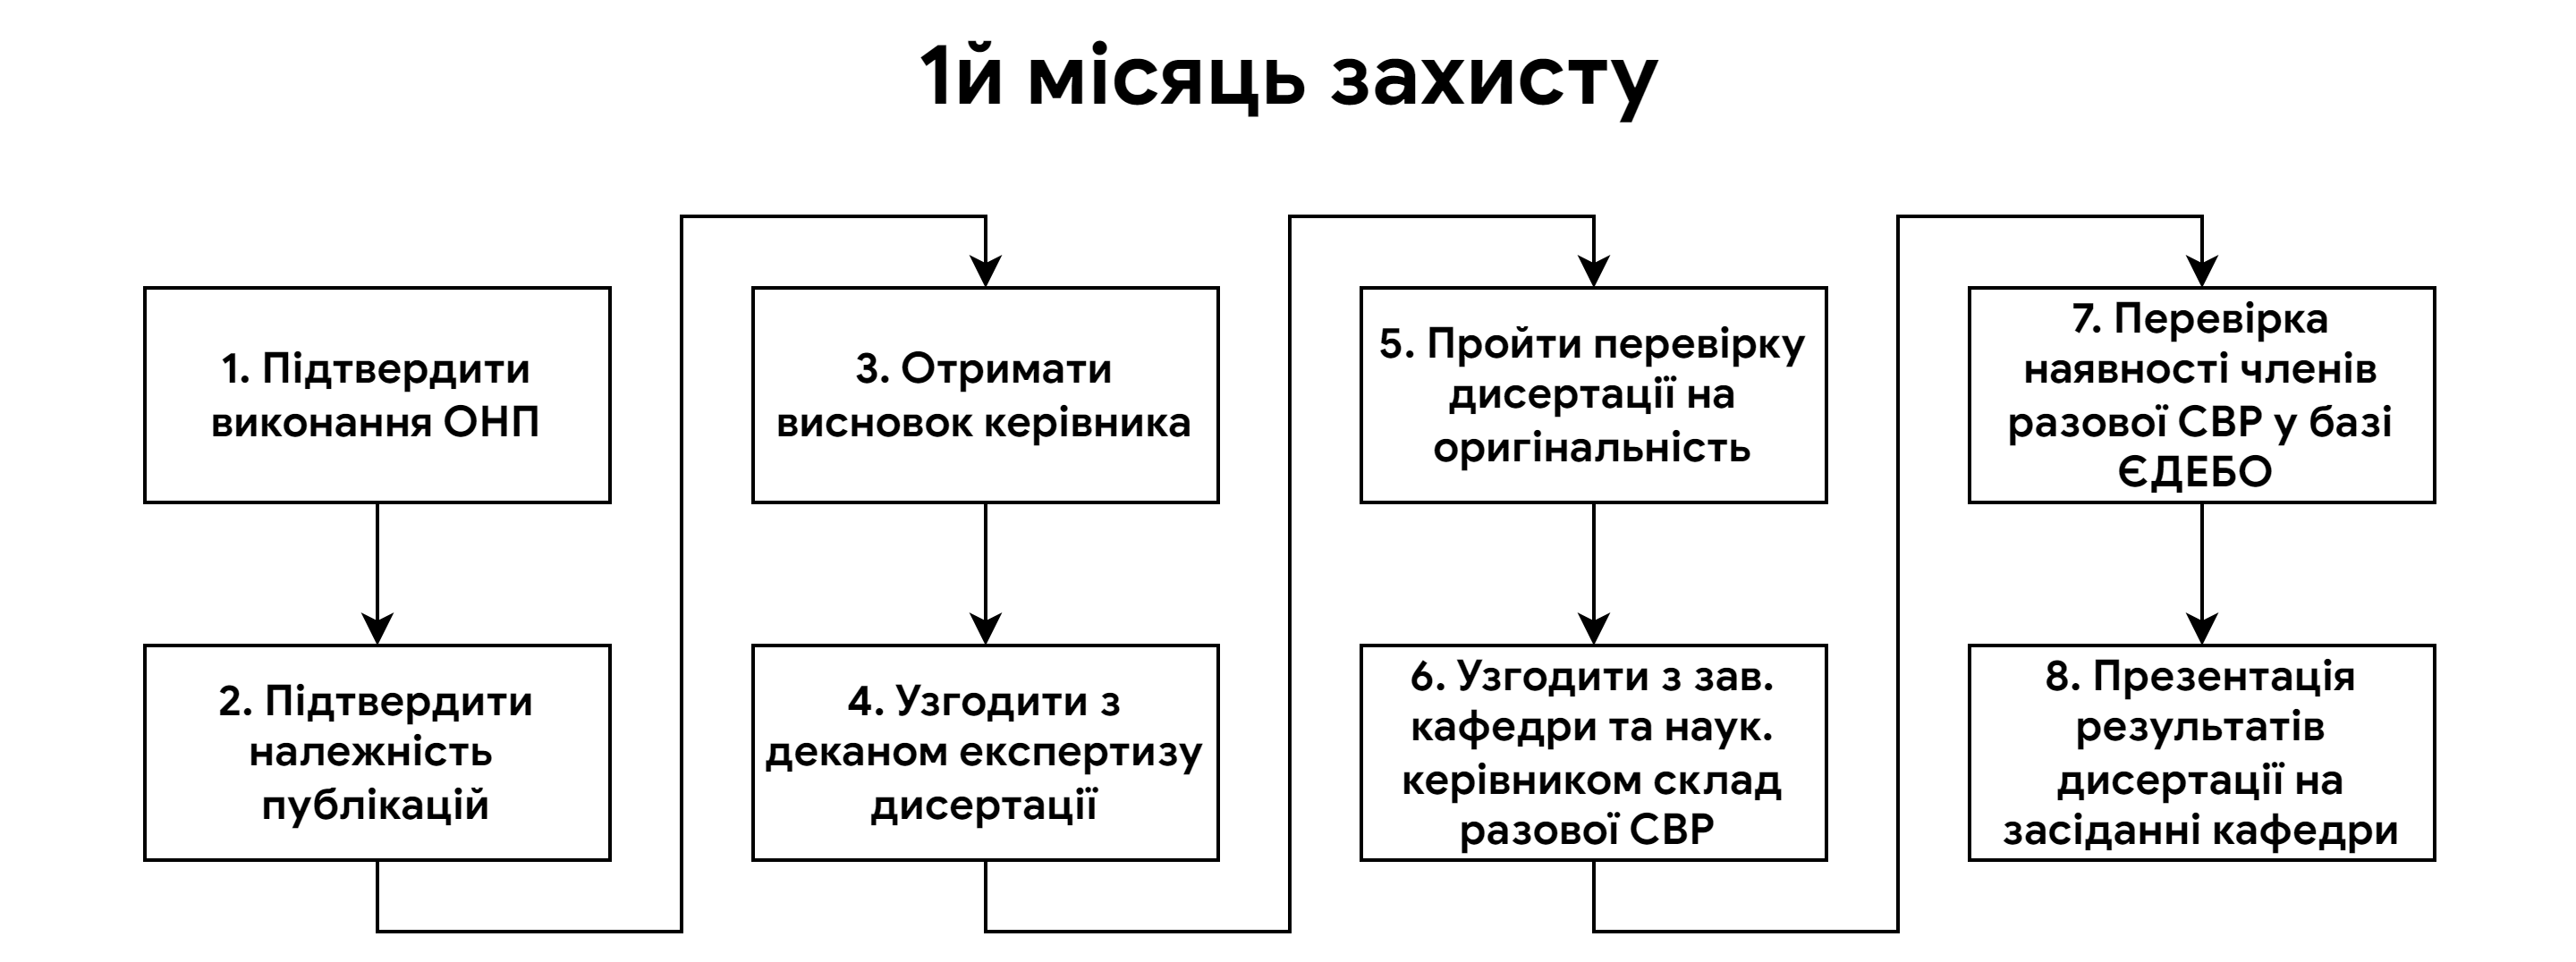 1й місяць захисту
1. Підтвердити
виконання ОНП
2. Підтвердити
належність
публікацій
3. Отримати
висновок керівника
4. Узгодити з
деканом експертизу
дисертації
5. Пройти перевірку
дисертації на
оригінальність
6. Узгодити з зав.
кафедри та наук.
керівником склад
разової СВР
7. Перевірка
наявності членів
разової СВР у базі
ЄДЕБО
8. Презентація
результатів
дисертації на
засіданні кафедри